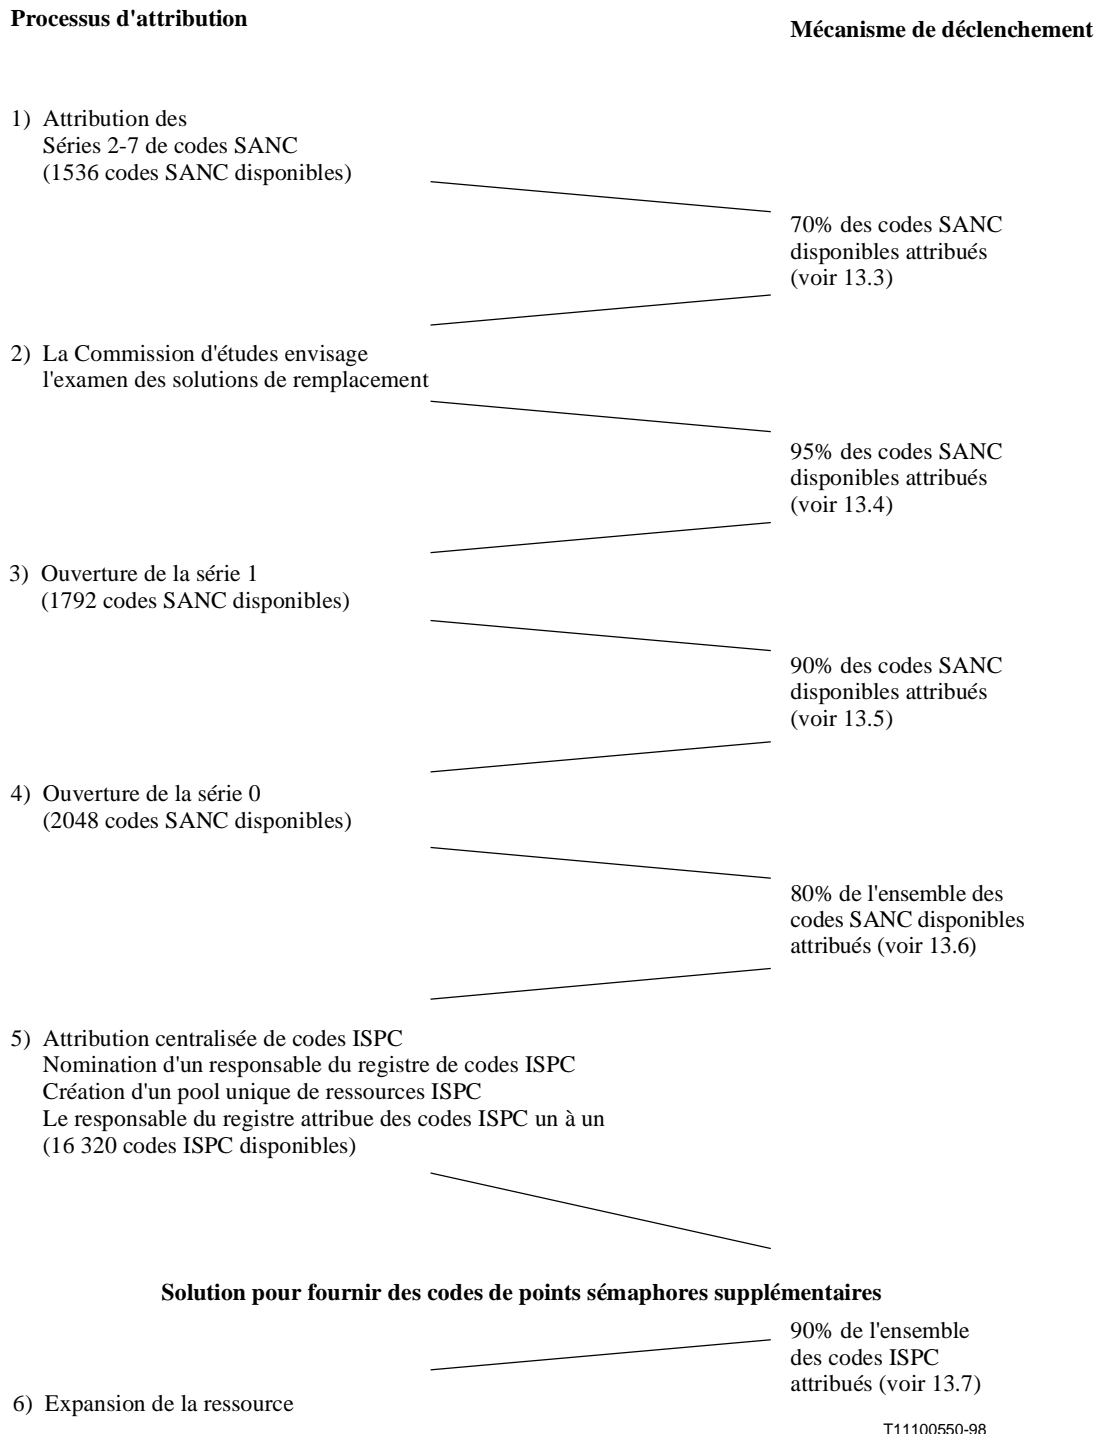 Processus d'attribution
Mécanisme de déclenchement
1) Attribution des
Séries 2-7 de codes SANC
(1536 codes SANC disponibles)
70% des codes SANC
disponibles attribués
(voir 13.3)
2) La Commission d'études envisage
l'examen des solutions de remplacement
95% des codes SANC
disponibles attribués
(voir 13.4)
3) Ouverture de la série 1
(1792 codes SANC disponibles)
90% des codes SANC
disponibles attribués
(voir 13.5)
4) Ouverture de la série 0
(2048 codes SANC disponibles)
80% de l'ensemble des
codes SANC disponibles
attribués (voir 13.6)
5) Attribution centralisée de codes ISPC
Nomination d'un responsable du registre de codes ISPC
Création d'un pool unique de ressources ISPC
Le responsable du registre attribue des codes ISPC un à un
(16 320 codes ISPC disponibles)
Solution pour fournir des codes de points sémaphores supplémentaires
90% de l'ensemble
des codes ISPC
attribués (voir 13.7)
6) Expansion de la ressource
T11100550-98